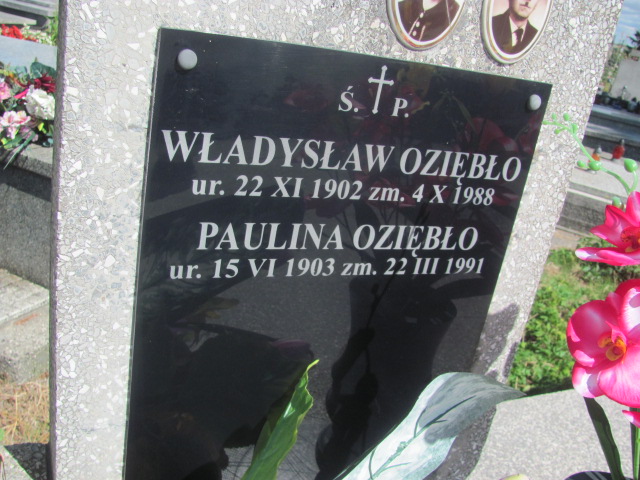 Ś. P.
WŁADYSŁAW OZIĘBŁO
ur. 22 XI 1902 zm. 4 X 1988
PAULINA OZIĘBŁO
ur. 15 VI 1903 zm. 22 III 1991